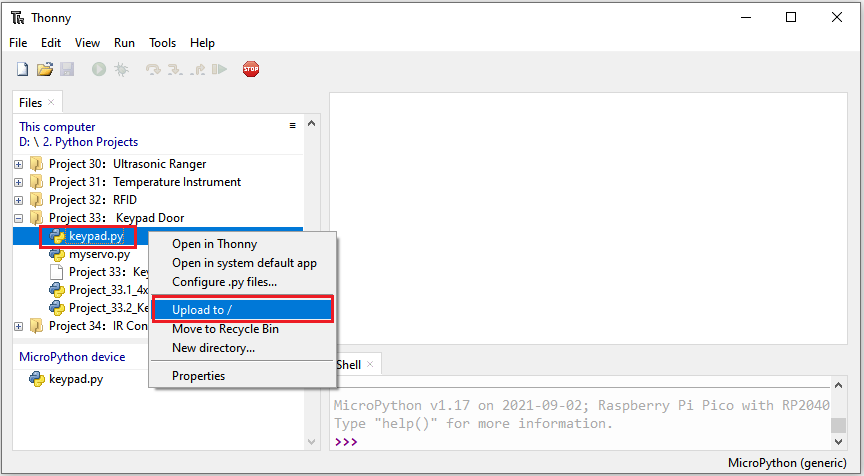 Thonny
File Edit View Run Tools Help
STOP
Files
This computer
D: \ 2. Python Projects
Project 30： Ultrasonic Ranger
Project 31： Temperature Instrument
Project 32： RFID
Project 33： Keypad Door
keypad.py
myservo.py
Project 33： Key
Project_33.1_4x
Project_33.2_Ke
Project 34： IR Con
Open in Thonny
Open in system default app
Configure .py files...
Upload to /
Move to Recycle Bin
New directory...
Properties
MicroPython device
keypad.py
Shell
MicroPython v1.17 on 2021-09-02; Raspberry Pi Pico with RP2040
Type "help()" for more information.
>>>
MicroPython (generic)